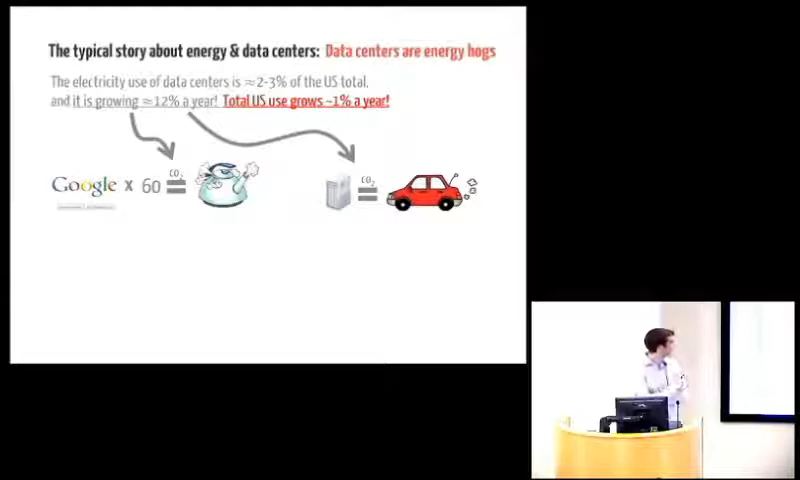 The typical story about energy & data centers: Data centers are energy hogs
The electricity use of data centers is ≈2-3% of the US total.
and it is growing ≈12% a year! Total US use grows ~1% a year!
Google x 60 CO₂
CO₂